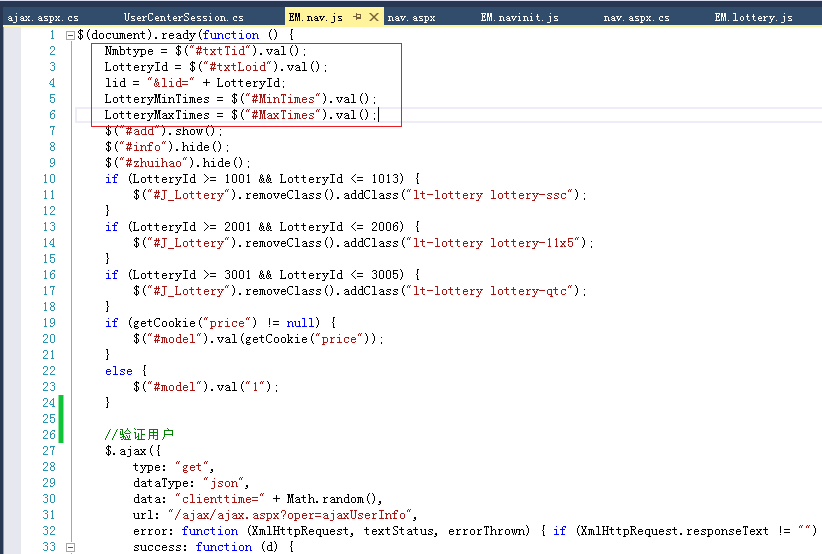 ajax.aspx.cs UserCenterSession.cs EM.nav.js nav.aspx EM.navinit.js nav.aspx.cs EM.lottery.js
1 $(document).ready(function () {
2 Nmbtype = $("#txtTid").val();
3 LotteryId = $("#txtLoid").val();
4 lid = "&lid=" + LotteryId;
5 LotteryMinTimes = $("#MinTimes").val();
6 LotteryMaxTimes = $("#MaxTimes").val();
7 $("#add").show();
8 $("#info").hide();
9 $("#zhuihao").hide();
10 if (LotteryId >= 1001 && LotteryId <= 1013) {
11 $("#J_Lottery").removeClass().addClass("lt-lottery lottery-ssc");
12 }
13 if (LotteryId >= 2001 && LotteryId <= 2006) {
14 $("#J_Lottery").removeClass().addClass("lt-lottery lottery-11x5");
15 }
16 if (LotteryId >= 3001 && LotteryId <= 3005) {
17 $("#J_Lottery").removeClass().addClass("lt-lottery lottery-qtc");
18 }
19 if (getCookie("price") != null) {
20 $("#model").val(getCookie("price"));
21 }
22 else {
23 $("#model").val("1");
24 }
25
26 //验证用户
27 $.ajax({
28 type: "get",
29 dataType: "json",
30 data: "clienttime=" + Math.random(),
31 url: "/ajax/ajax.aspx?oper=ajaxUserInfo",
32 error: function (XmlHttpRequest, textStatus, errorThrown) { if (XmlHttpRequest.responseText != "")
33 success: function (d) {